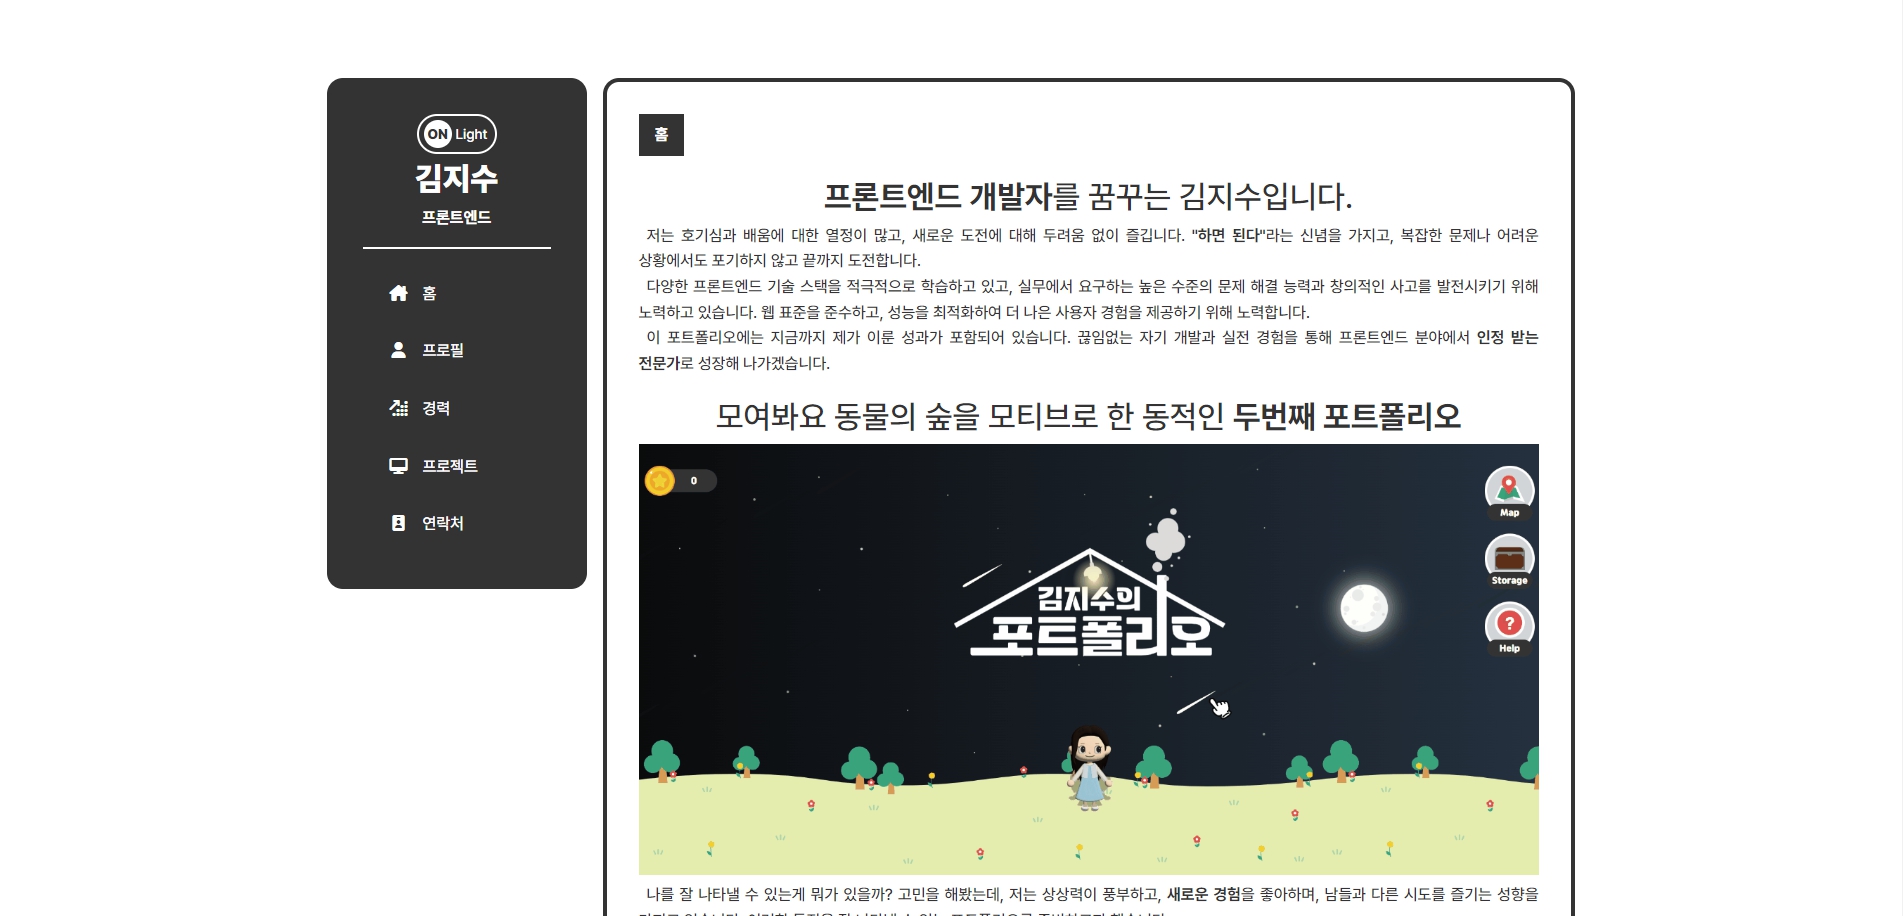 ON Light
김지수
프론트엔드
홈
프로필
경력
프로젝트
연락처
홈
프론트엔드 개발자를 꿈꾸는 김지수입니다.
저는 호기심과 배움에 대한 열정이 많고, 새로운 도전에 대해 두려움 없이 즐깁니다. "하면 된다"라는 신념을 가지고, 복잡한 문제나 어려운
상황에서도 포기하지 않고 끝까지 도전합니다.
다양한 프론트엔드 기술 스택을 적극적으로 학습하고 있고, 실무에서 요구하는 높은 수준의 문제 해결 능력과 창의적인 사고를 발전시키기 위해
노력하고 있습니다. 웹 표준을 준수하고, 성능을 최적화하여 더 나은 사용자 경험을 제공하기 위해 노력합니다.
이 포트폴리오에는 지금까지 제가 이룬 성과가 포함되어 있습니다. 끊임없는 자기 개발과 실전 경험을 통해 프론트엔드 분야에서 인정 받는
전문가로 성장해 나가겠습니다.
모여봐요 동물의 숲을 모티브로 한 동적인 두번째 포트폴리오
0
Map
Storage
?
Help
김지수의
포트폴리오
나를 잘 나타낼 수 있는게 뭐가 있을까? 고민을 해봤는데, 저는 상상력이 풍부하고, 새로운 경험을 좋아하며, 남들과 다른 시도를 즐기는 성향을